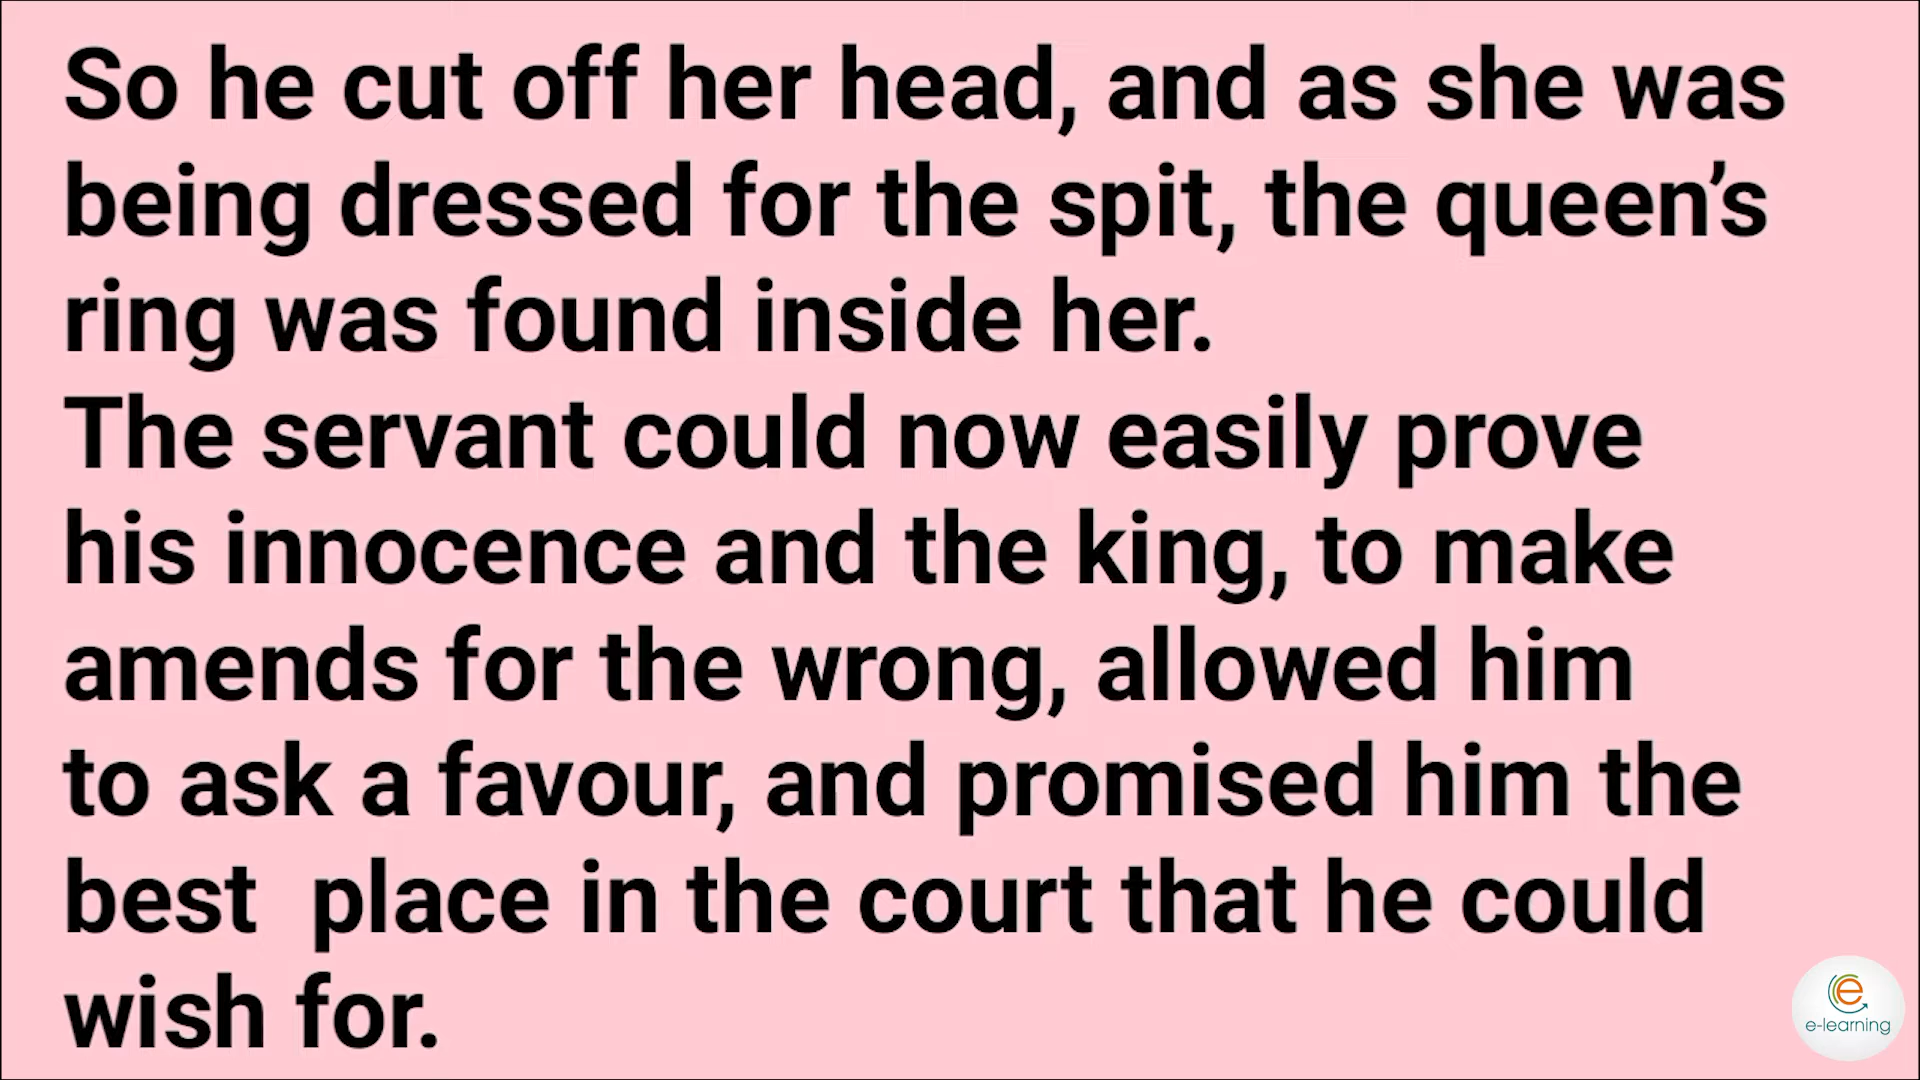 So he cut off her head, and as she was
being dressed for the spit, the queen’s
ring was found inside her.
The servant could now easily prove
his innocence and the king, to make
amends for the wrong, allowed him
to ask a favour, and promised him the
best  place in the court that he could
wish for.
e
e-learning